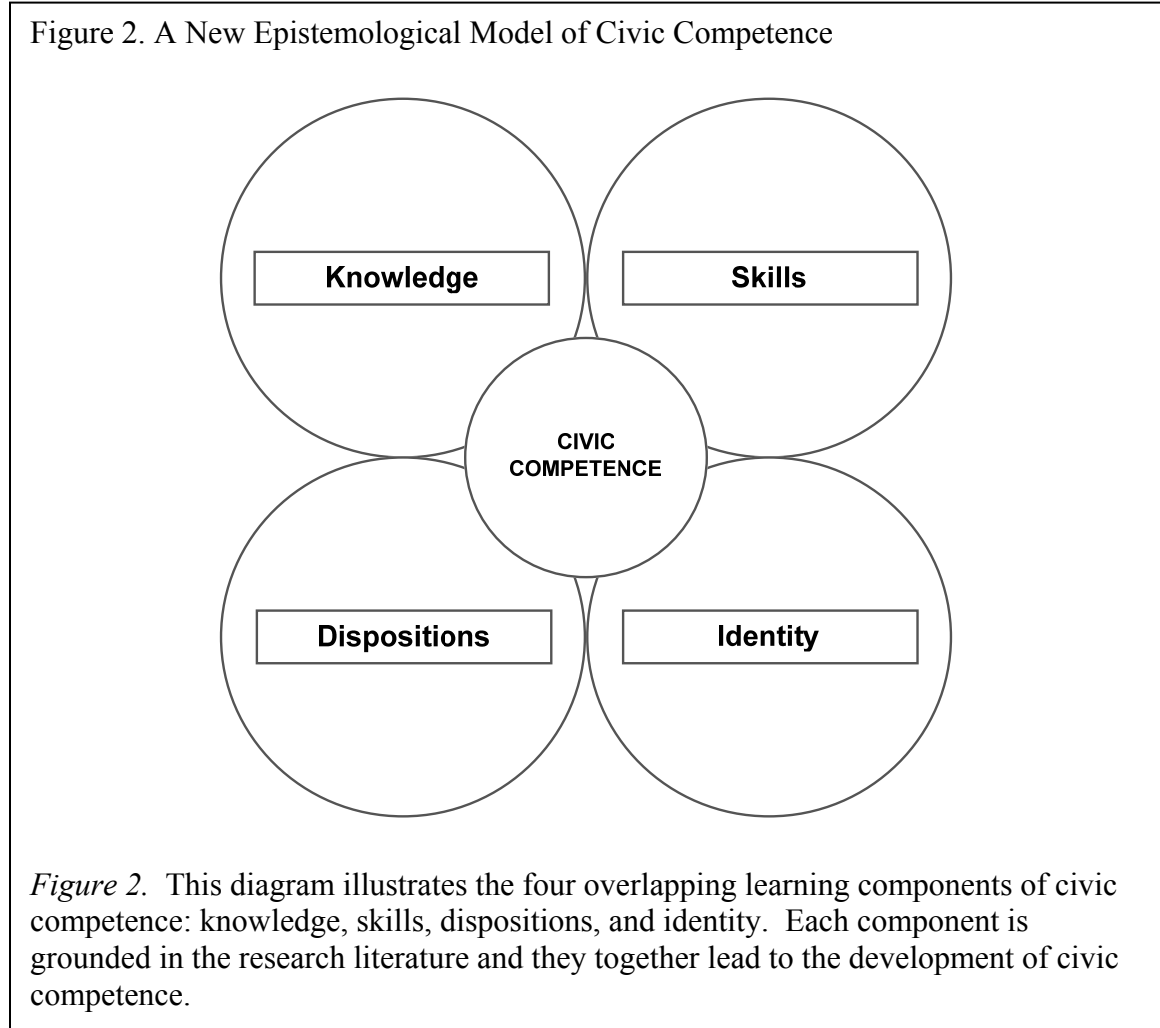 Figure 2. A New Epistemological Model of Civic Competence
Knowledge
Skills
CIVIC
COMPETENCE
Dispositions
Identity
Figure 2.  This diagram illustrates the four overlapping learning components of civic
competence: knowledge, skills, dispositions, and identity.  Each component is
grounded in the research literature and they together lead to the development of civic
competence.